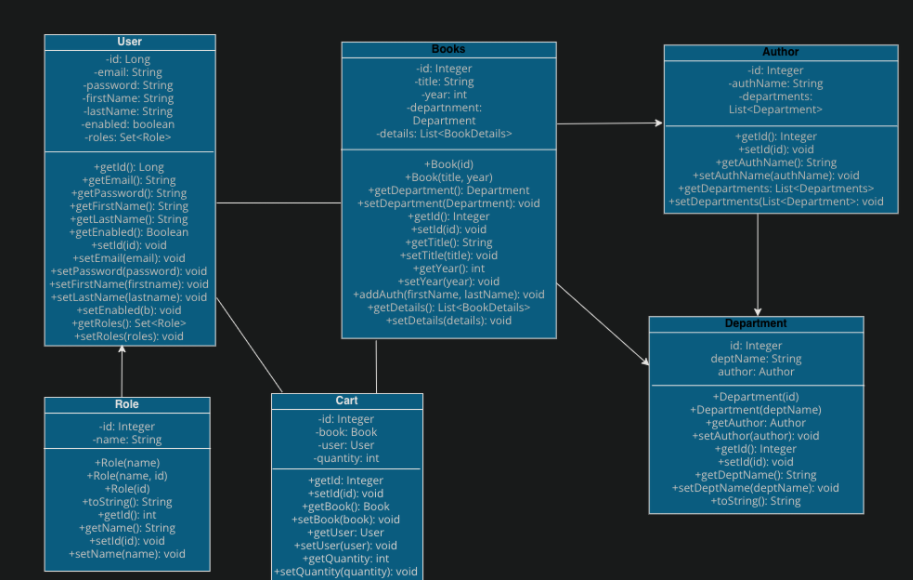 User
-id: Long
-email: String
-password: String
-firstName: String
-lastName: String
-enabled: boolean
-roles: Set<Role>
+getId(): Long
+getEmail(): String
+getPassword(): String
+getFirstName(): String
+getLastName(): String
+getEnabled(): Boolean
+setId(id): void
+setEmail(email): void
+setPassword(password): void
+setFirstName(firstname): void
+setLastName(lastname): void
+setEnabled(b): void
+getRoles(): Set<Role>
+setRoles(roles): void
Books
-id: Integer
-title: String
-year: int
-departnment:
Department
-details: List<BookDetails>
+Book(id)
+Book(title, year)
+getDepartment(): Department
+setDepartment(Department): void
+getId(): Integer
+setId(id): void
+getTitle(): String
+setTitle(title): void
+getYear(): int
+setYear(year): void
+addAuth(firstName, lastName): void
+getDetails(): List<BookDetails>
+setDetails(details): void
Author
-id: Integer
-authName: String
-departments:
List<Department>
+getId(): Integer
+setId(id): void
+getAuthName(): String
+setAuthName(authName): void
+getDepartments: List<Departments>
+setDepartments(List<Department>: void
Role
-id: Integer
-name: String
+Role(name)
+Role(name, id)
+Role(id)
+toString(): String
+getId(): int
+getName(): String
+setId(id): void
+setName(name): void
Cart
-id: Integer
-book: Book
-user: User
-quantity: int
+getId: Integer
+setId(id): void
+getBook(): Book
+setBook(book): void
+getUser: User
+setUser(user): void
+getQuantity: int
+setQuantity(quantity): void
Department
id: Integer
deptName: String
author: Author
+Department(id)
+Department(deptName)
+getAuthor: Author
+setAuthor(author): void
+getId(): Integer
+setId(id): void
+getDeptName(): String
+setDeptName(deptName): void
+toString(): String